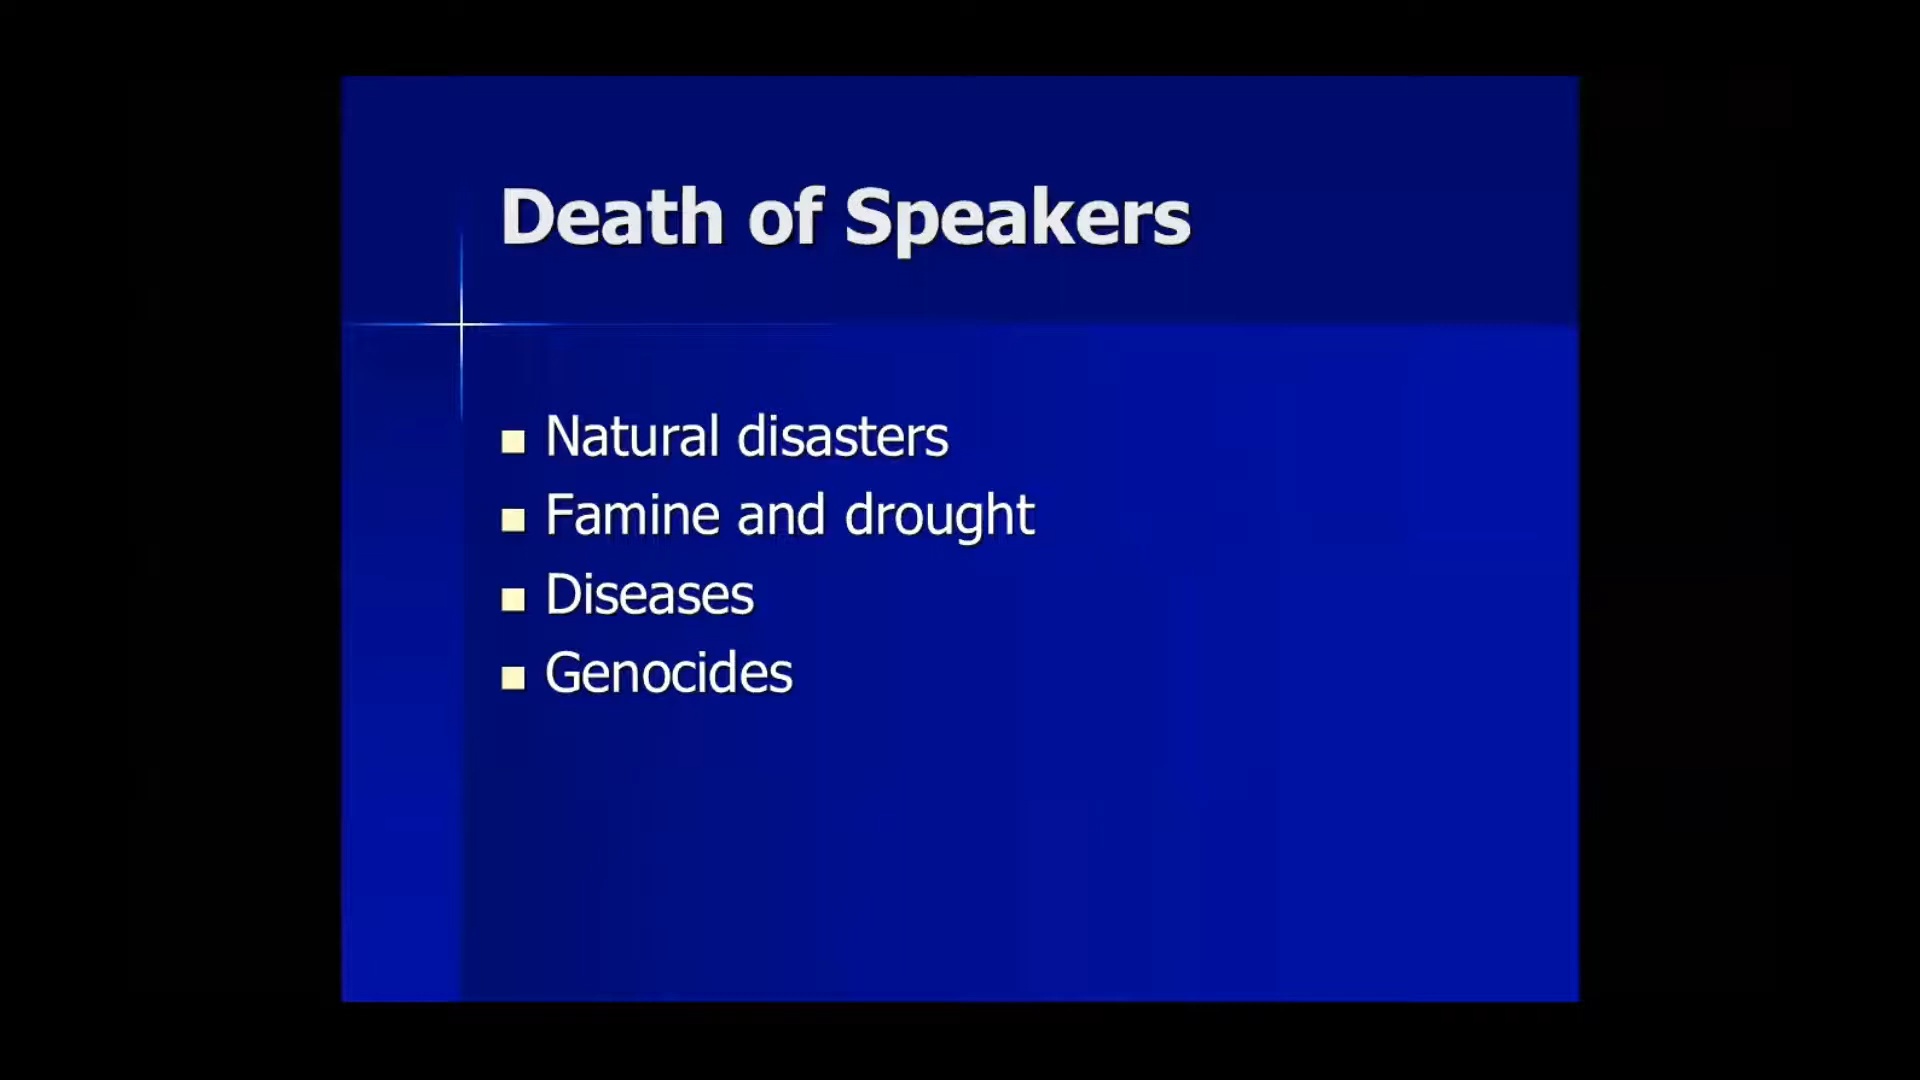 Death of Speakers
Natural disasters
Famine and drought
Diseases
Genocides